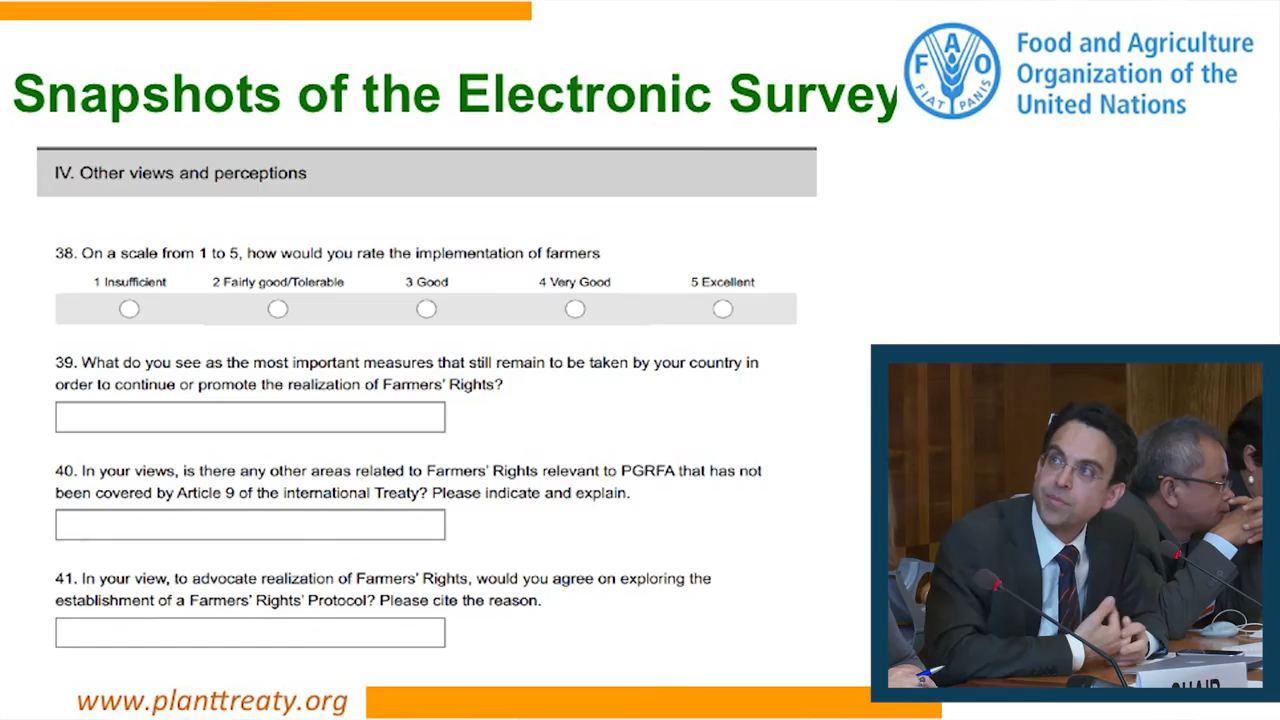 Snapshots of the Electronic Survey
F A O
FIAT PANIS
Food and Agriculture
Organization of the
United Nations
IV. Other views and perceptions
38. On a scale from 1 to 5, how would you rate the implementation of farmers
1 Insufficient 2 Fairly good/Tolerable 3 Good 4 Very Good 5 Excellent
39. What do you see as the most important measures that still remain to be taken by your country in
order to continue or promote the realization of Farmers' Rights?
40. In your views, is there any other areas related to Farmers' Rights relevant to PGRFA that has not
been covered by Article 9 of the international Treaty? Please indicate and explain.
41. In your view, to advocate realization of Farmers' Rights, would you agree on exploring the
establishment of a Farmers' Rights' Protocol? Please cite the reason.
CHAIR
www.planttreaty.org